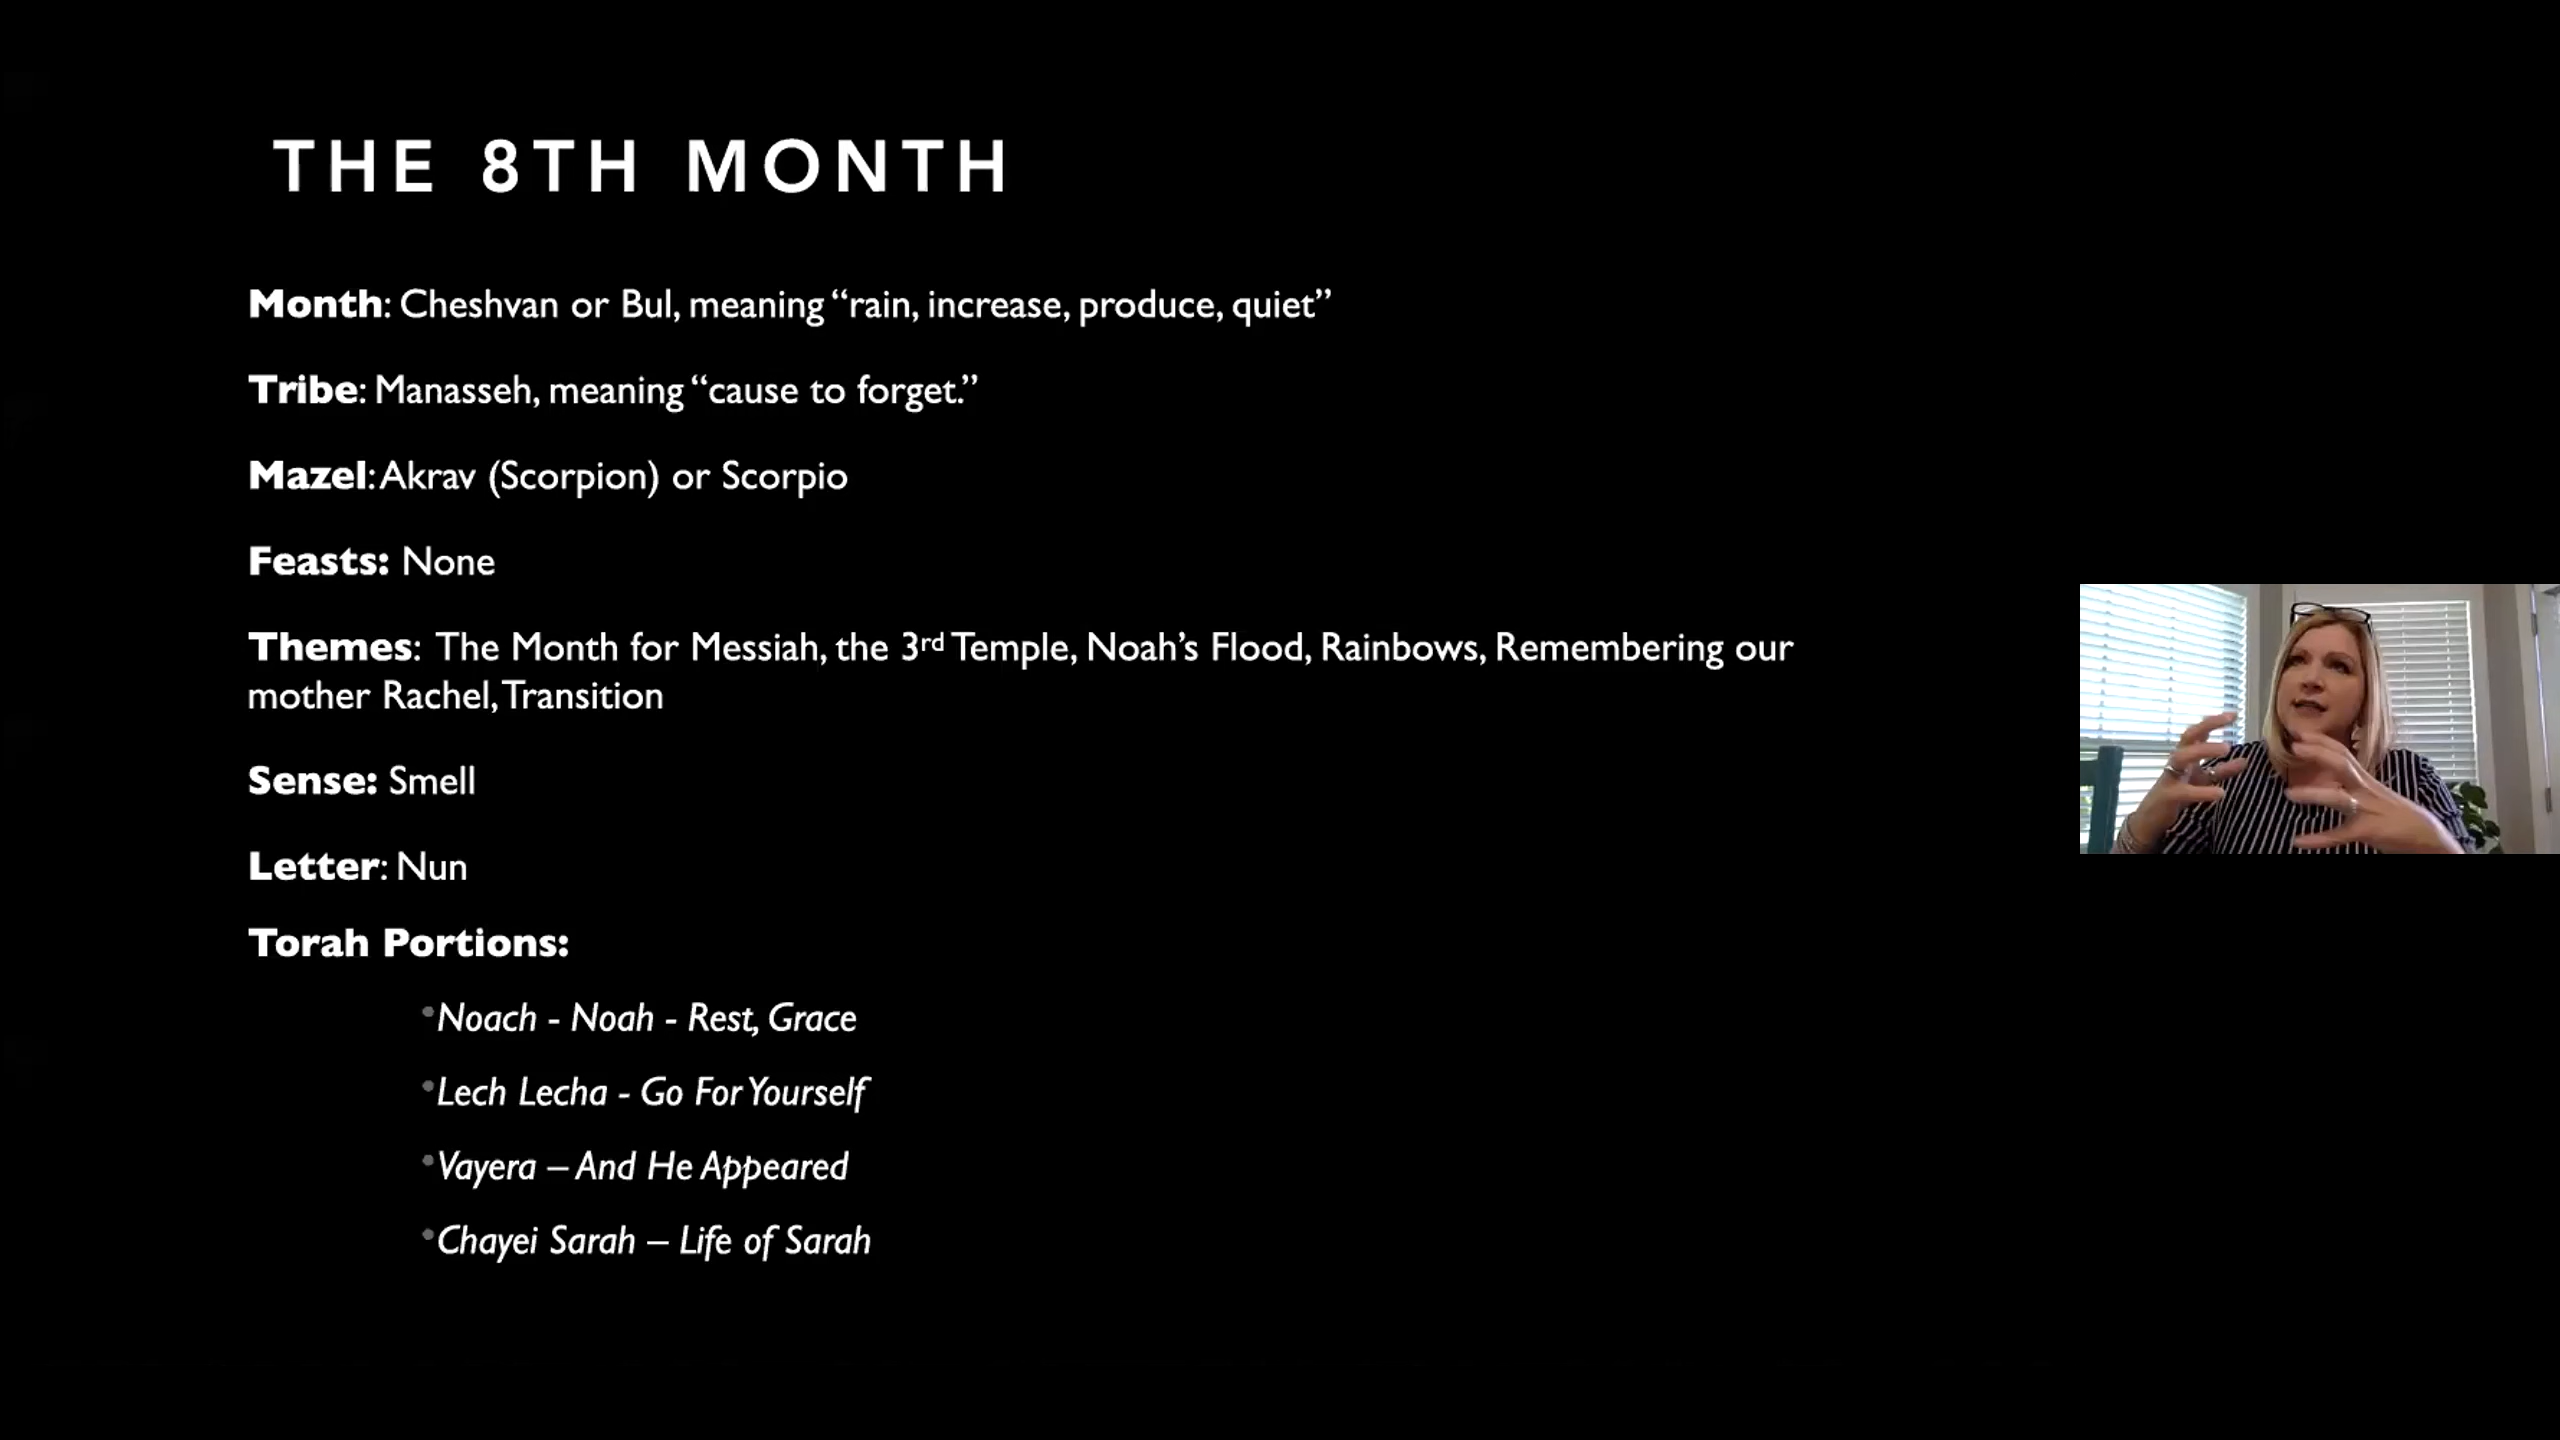 THE 8TH MONTH
Month: Cheshvan or Bul, meaning “rain, increase, produce, quiet”
Tribe: Manasseh, meaning “cause to forget.”
Mazel: Akrav (Scorpion) or Scorpio
Feasts: None
Themes: The Month for Messiah, the 3rd Temple, Noah’s Flood, Rainbows, Remembering our
mother Rachel, Transition
Sense: Smell
Letter: Nun
Torah Portions:
•Noach - Noah - Rest, Grace
•Lech Lecha - Go For Yourself
•Vayera – And He Appeared
•Chayei Sarah – Life of Sarah